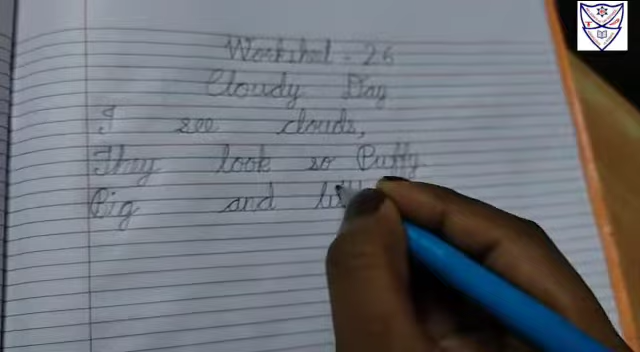 Worksheet - 26
Cloudy Day
I see clouds,
They look so Puffy
Big and